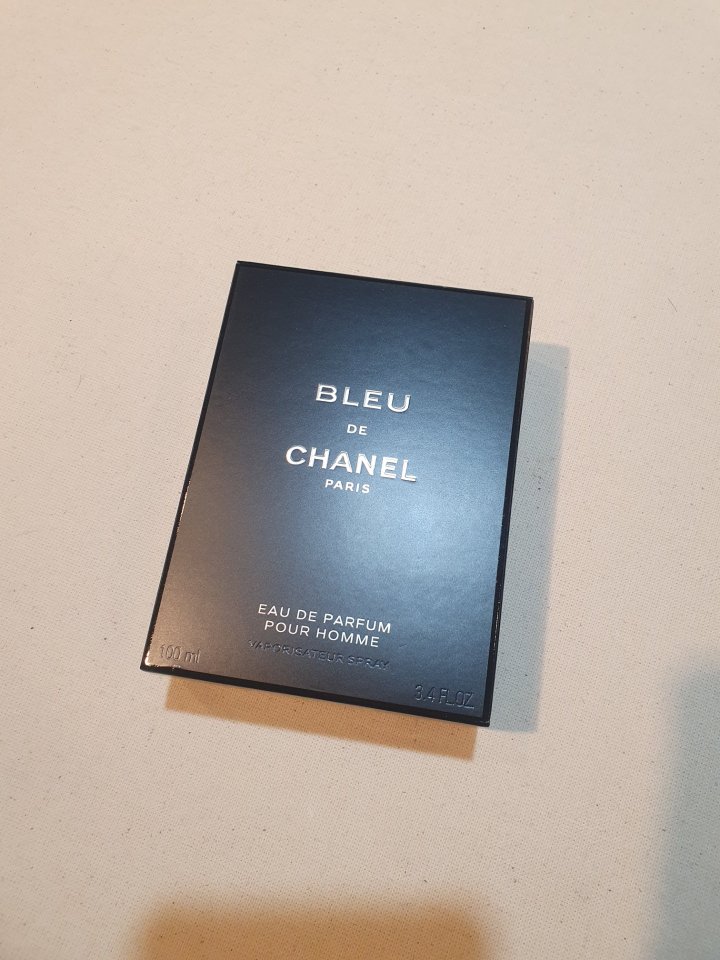 BLEU
DE
CHANEL
PARIS
EAU DE PARFUM
POUR HOMME
VAPORISATEUR SPRAY
100 ml
3.4 FL.OZ